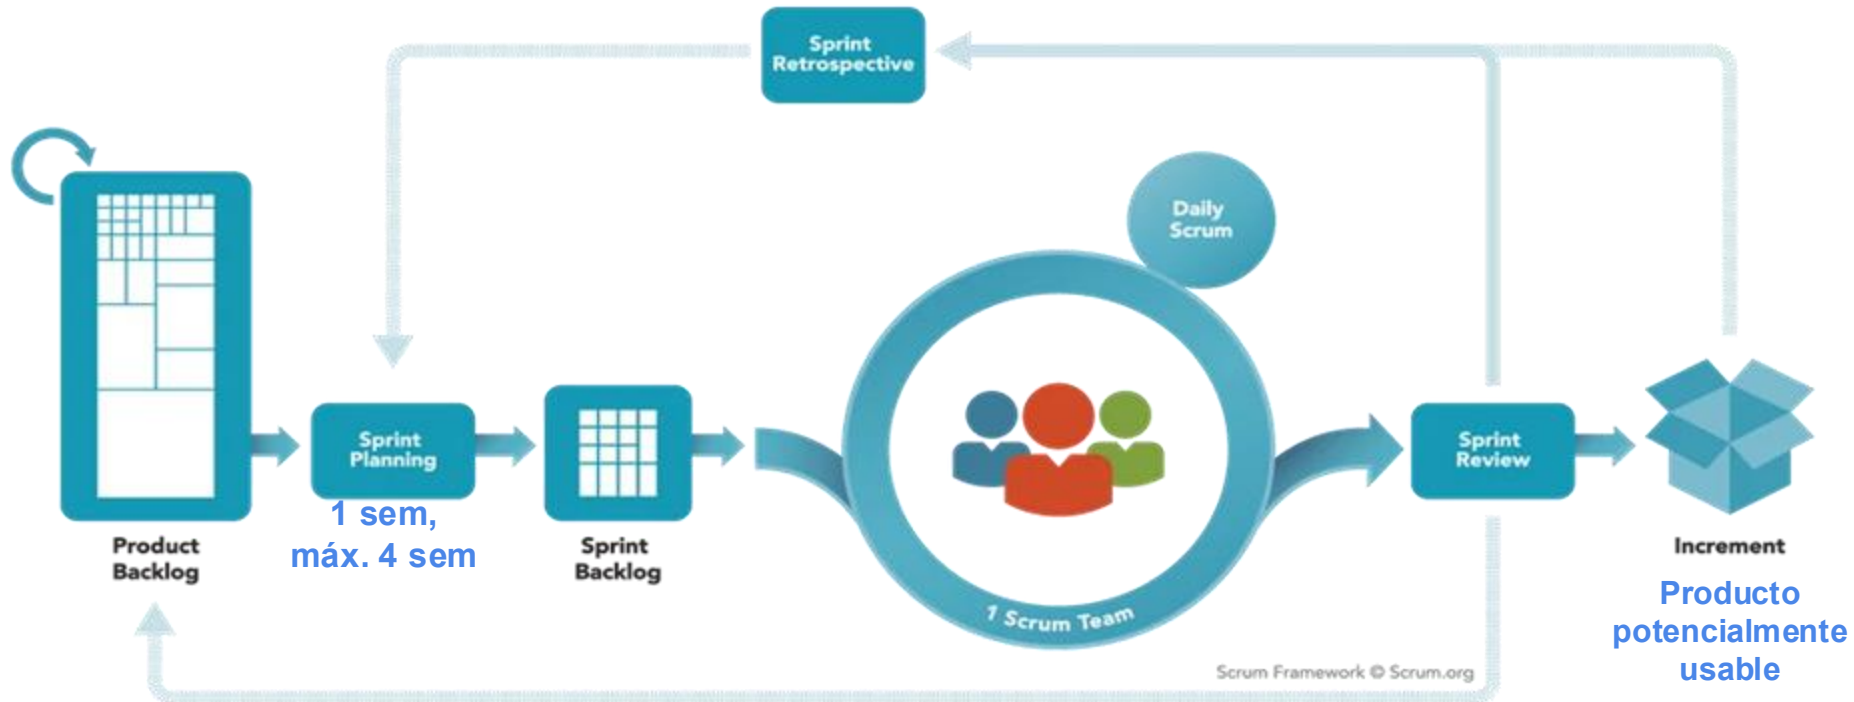 Sprint
Retrospective
Daily
Scrum
Sprint
Planning
1 sem,
máx. 4 sem
Product
Backlog
Sprint
Backlog
1 Scrum Team
Sprint
Review
Increment
Producto
potencialmente
usable
Scrum Framework © Scrum.org